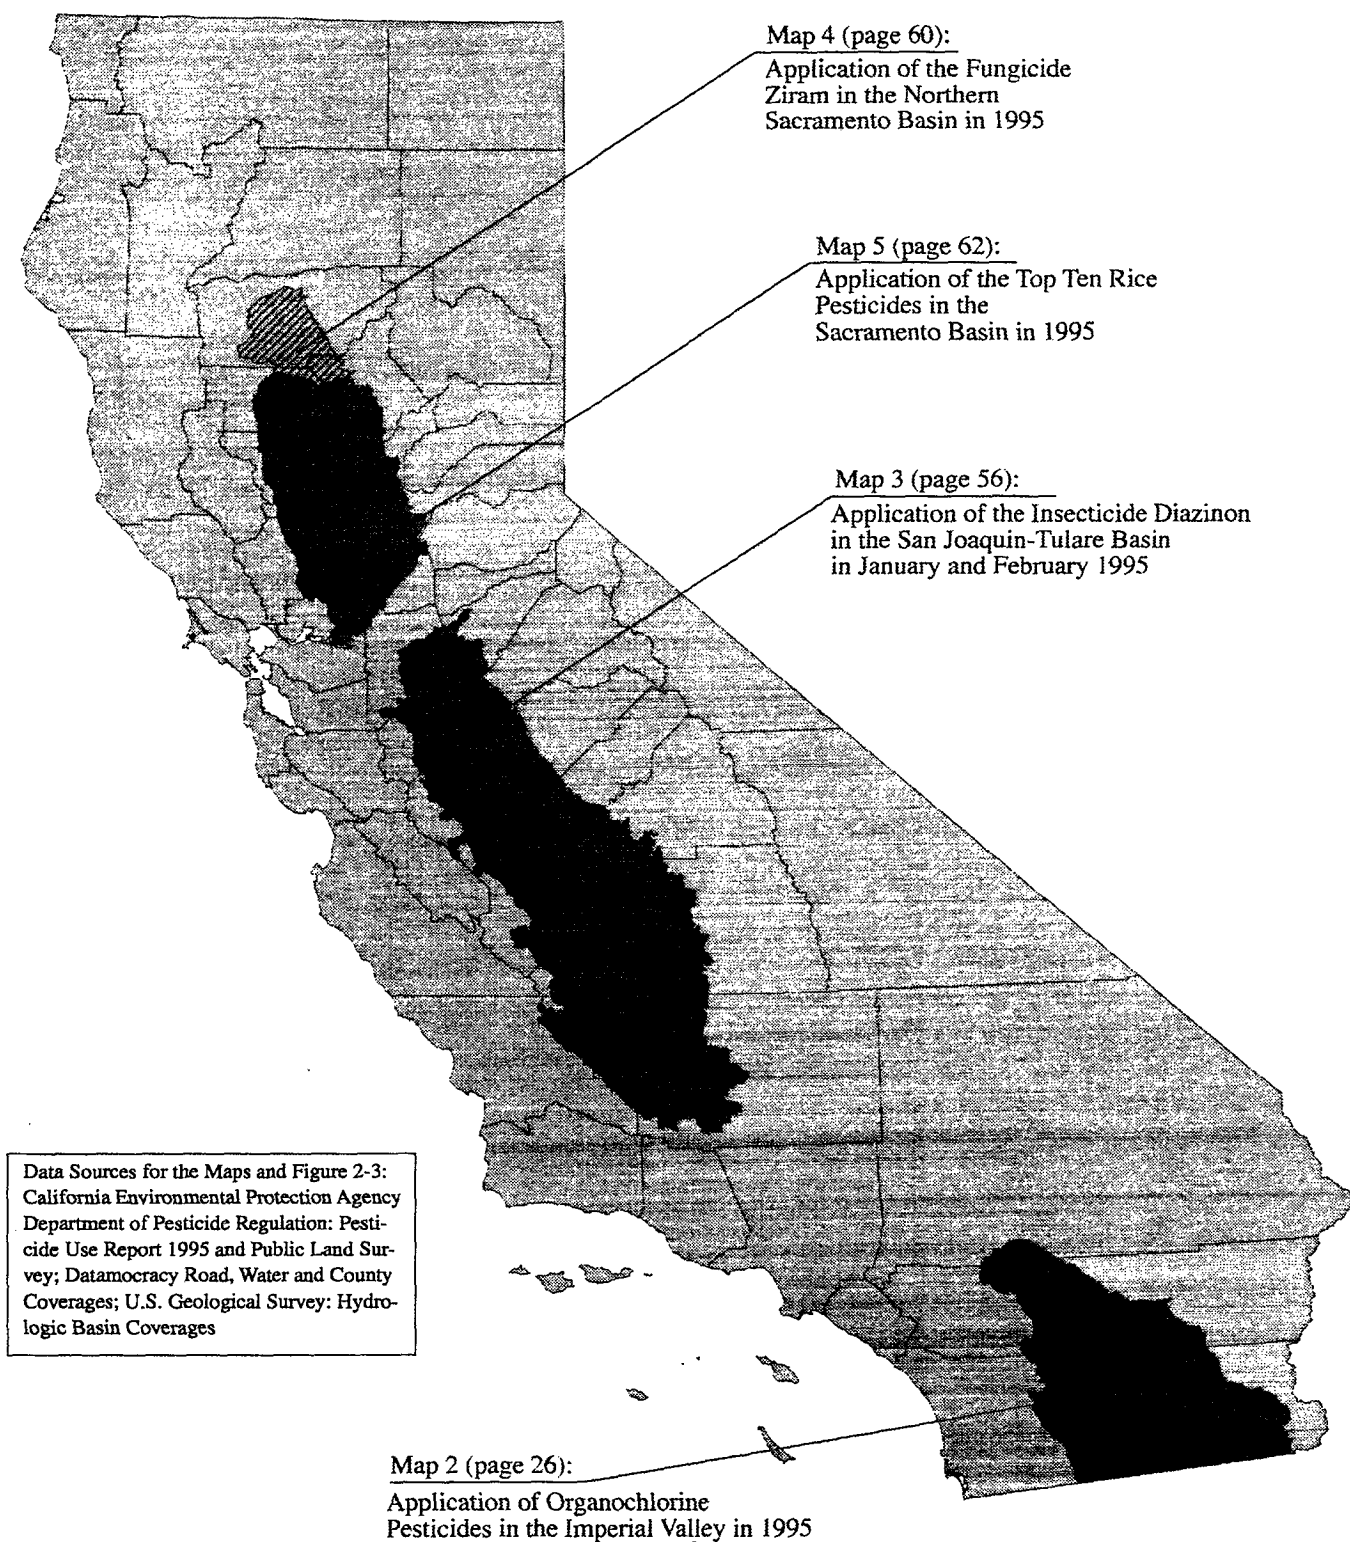 Map 4 (page 60):
Application of the Fungicide
Ziram in the Northern
Sacramento Basin in 1995
Map 5 (page 62):
Application of the Top Ten Rice
Pesticides in the
Sacramento Basin in 1995
Map 3 (page 56):
Application of the Insecticide Diazinon
in the San Joaquin-Tulare Basin
in January and February 1995
Data Sources for the Maps and Figure 2-3:
California Environmental Protection Agency
Department of Pesticide Regulation: Pesti-
cide Use Report 1995 and Public Land Sur-
vey; Datamocracy Road, Water and County
Coverages; U.S. Geological Survey: Hydro-
logic Basin Coverages
Map 2 (page 26):
Application of Organochlorine
Pesticides in the Imperial Valley in 1995